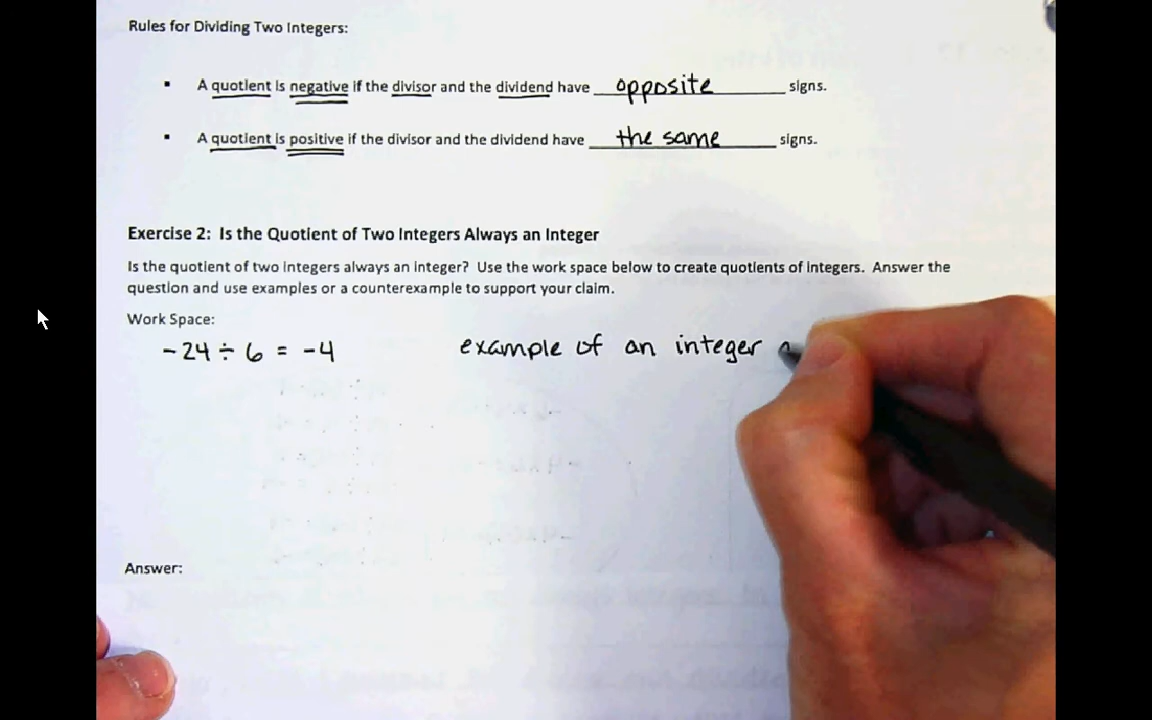 Rules for Dividing Two Integers:
▪ A quotient is negative if the divisor and the dividend have opposite signs.
▪ A quotient is positive if the divisor and the dividend have the same signs.
Exercise 2: Is the Quotient of Two Integers Always an Integer
Is the quotient of two integers always an integer? Use the work space below to create quotients of integers. Answer the
question and use examples or a counterexample to support your claim.
Work Space:
-24 ÷ 6 = -4 example of an integer
Answer: